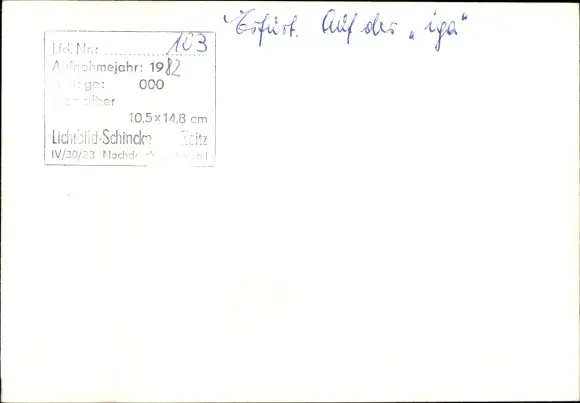 Erfurt. Auf der „iga"
Lfd. Nr.: 103
Aufnahmejahr: 1982
000
10,5 x 14,8 cm
Lichtbild-Schincke Zeitz
IV/30/23